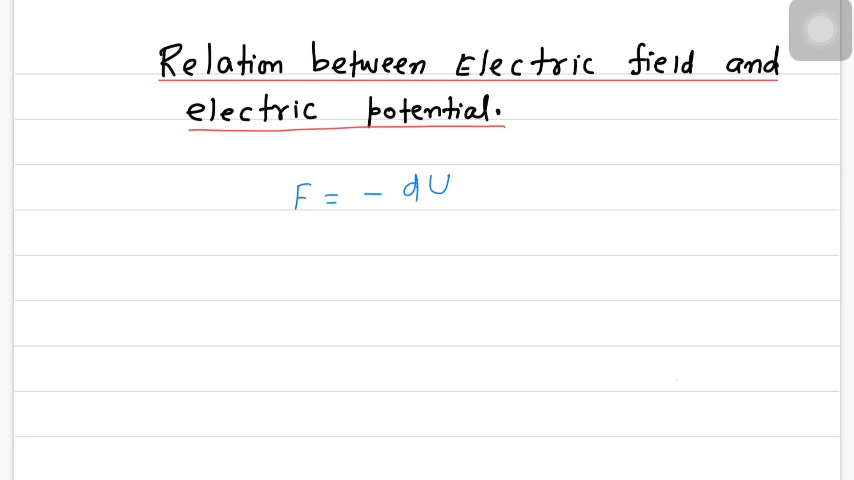 Relation between Electric field and
electric potential.
F = - dU